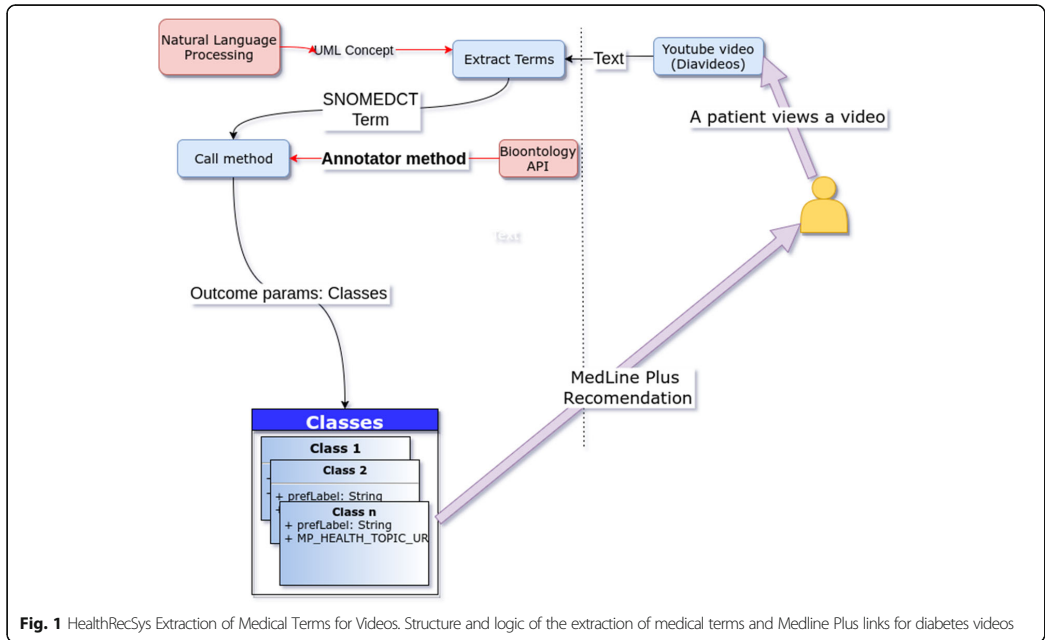 Natural Language
Processing
UML Concept
Extract Terms
Text
Youtube video
(Diavideos)
A patient views a video
SNOMEDCT
Term
Call method
Annotator method
Bioontology
API
Text
Outcome params: Classes
MedLine Plus
Recomendation
Classes
Class 1
Class 2
+ prefLabel: String
Class n
+ prefLabel: String
+ MP_HEALTH_TOPIC_UR
Fig. 1 HealthRecSys Extraction of Medical Terms for Videos. Structure and logic of the extraction of medical terms and Medline Plus links for diabetes videos